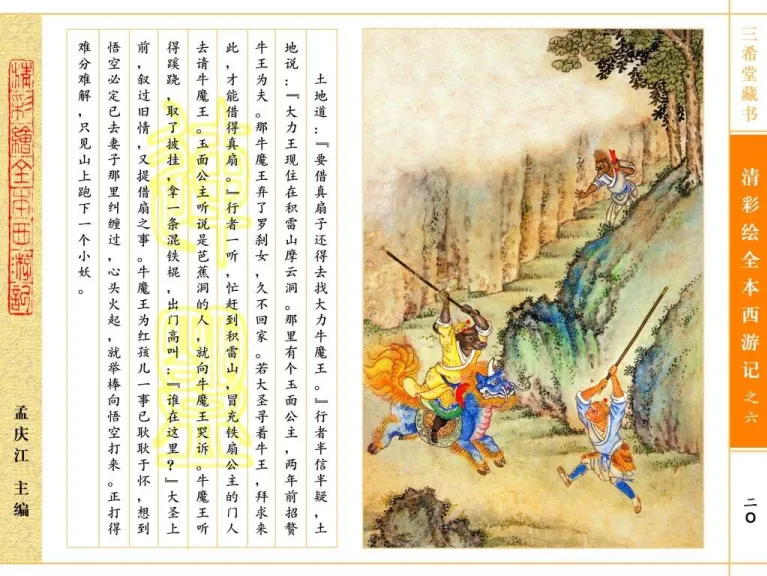 三希堂藏书
清彩绘全本西游记之六
二〇
土地道：『要借真扇子还得去找大力牛魔王。』行者半信半疑，土
地说：『大力王现住在积雷山摩云洞。那里有个玉面公主，两年前招赘
牛王为夫。那牛魔王弃了罗刹女，久不回家。若大圣寻着牛王，拜求来
此，才能借得真扇。』行者一听，忙赶到积雷山，冒充铁扇公主的门人
去请牛魔王。玉面公主听说是芭蕉洞的人，就向牛魔王哭诉。牛魔王听
得蹊跷，取了披挂，拿一条混铁棍，出门高叫：『谁在这里？』大圣上
前，叙过旧情，又提借扇之事。牛魔王为红孩儿一事已耿耿于怀，想到
悟空必定已去妻子那里纠缠过，心头火起，就举棒向悟空打来。正打得
难分难解，只见山上跑下一个小妖。
清彩绘全本西游记
孟庆江 主编